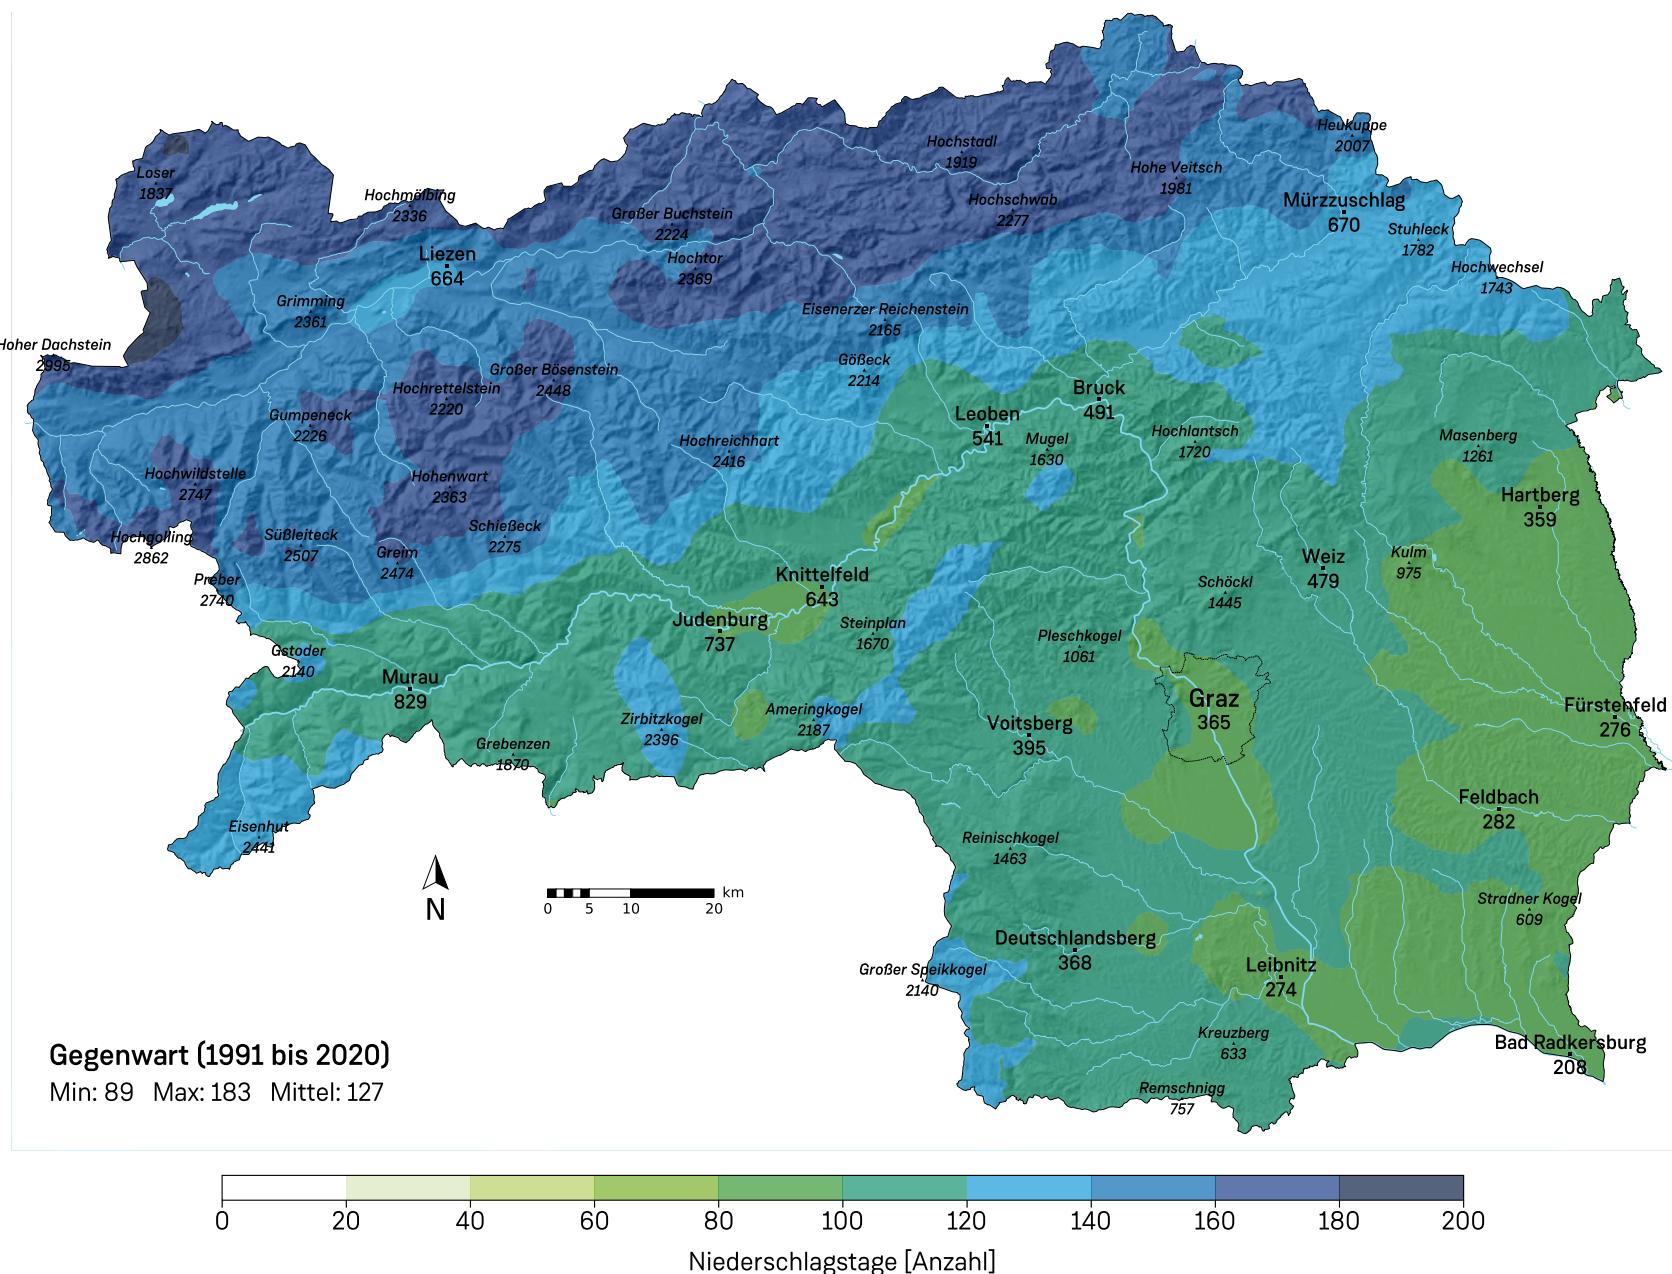 Heukuppe
2007
Hochstadl
1919
Hohe Veitsch
1981
Loser
1837
Hochmölbing
2336
Hochschwab
2277
Mürzzuschlag
670
Großer Buchstein
2224
Stuhleck
1782
Liezen
664
Hochtor
2369
Hochwechsel
1743
Grimming
2361
Eisenerzer Reichenstein
2165
Hoher Dachstein
2995
Großer Bösenstein
2448
Gößeck
2214
Hochrettelstein
2220
Bruck
491
Gumpeneck
2226
Leoben
541
Hochreichhart
2416
Mugel
1630
Hochlantsch
1720
Masenberg
1261
Hochwildstelle
2747
Hohenwart
2363
Hartberg
359
Hochgolling
2862
Süßleiteck
2507
Schießeck
2275
Greim
2474
Weiz
479
Kulm
975
Preber
2740
Knittelfeld
643
Schöckl
1445
Judenburg
737
Steinplan
1670
Pleschkogel
1061
Gstoder
2140
Murau
829
Graz
365
Zirbitzkogel
2396
Ameringkogel
2187
Voitsberg
395
Fürstenfeld
276
Grebenzen
1870
Feldbach
282
Eisenhut
2441
Reinischkogel
1463
N
km
0 5 10 20
Stradner Kogel
609
Deutschlandsberg
368
Großer Speikkogel
2140
Leibnitz
274
Kreuzberg
633
Bad Radkersburg
208
Remschnigg
757
Gegenwart (1991 bis 2020)
Min: 89 Max: 183 Mittel: 127
0 20 40 60 80 100 120 140 160 180 200
Niederschlagstage [Anzahl]